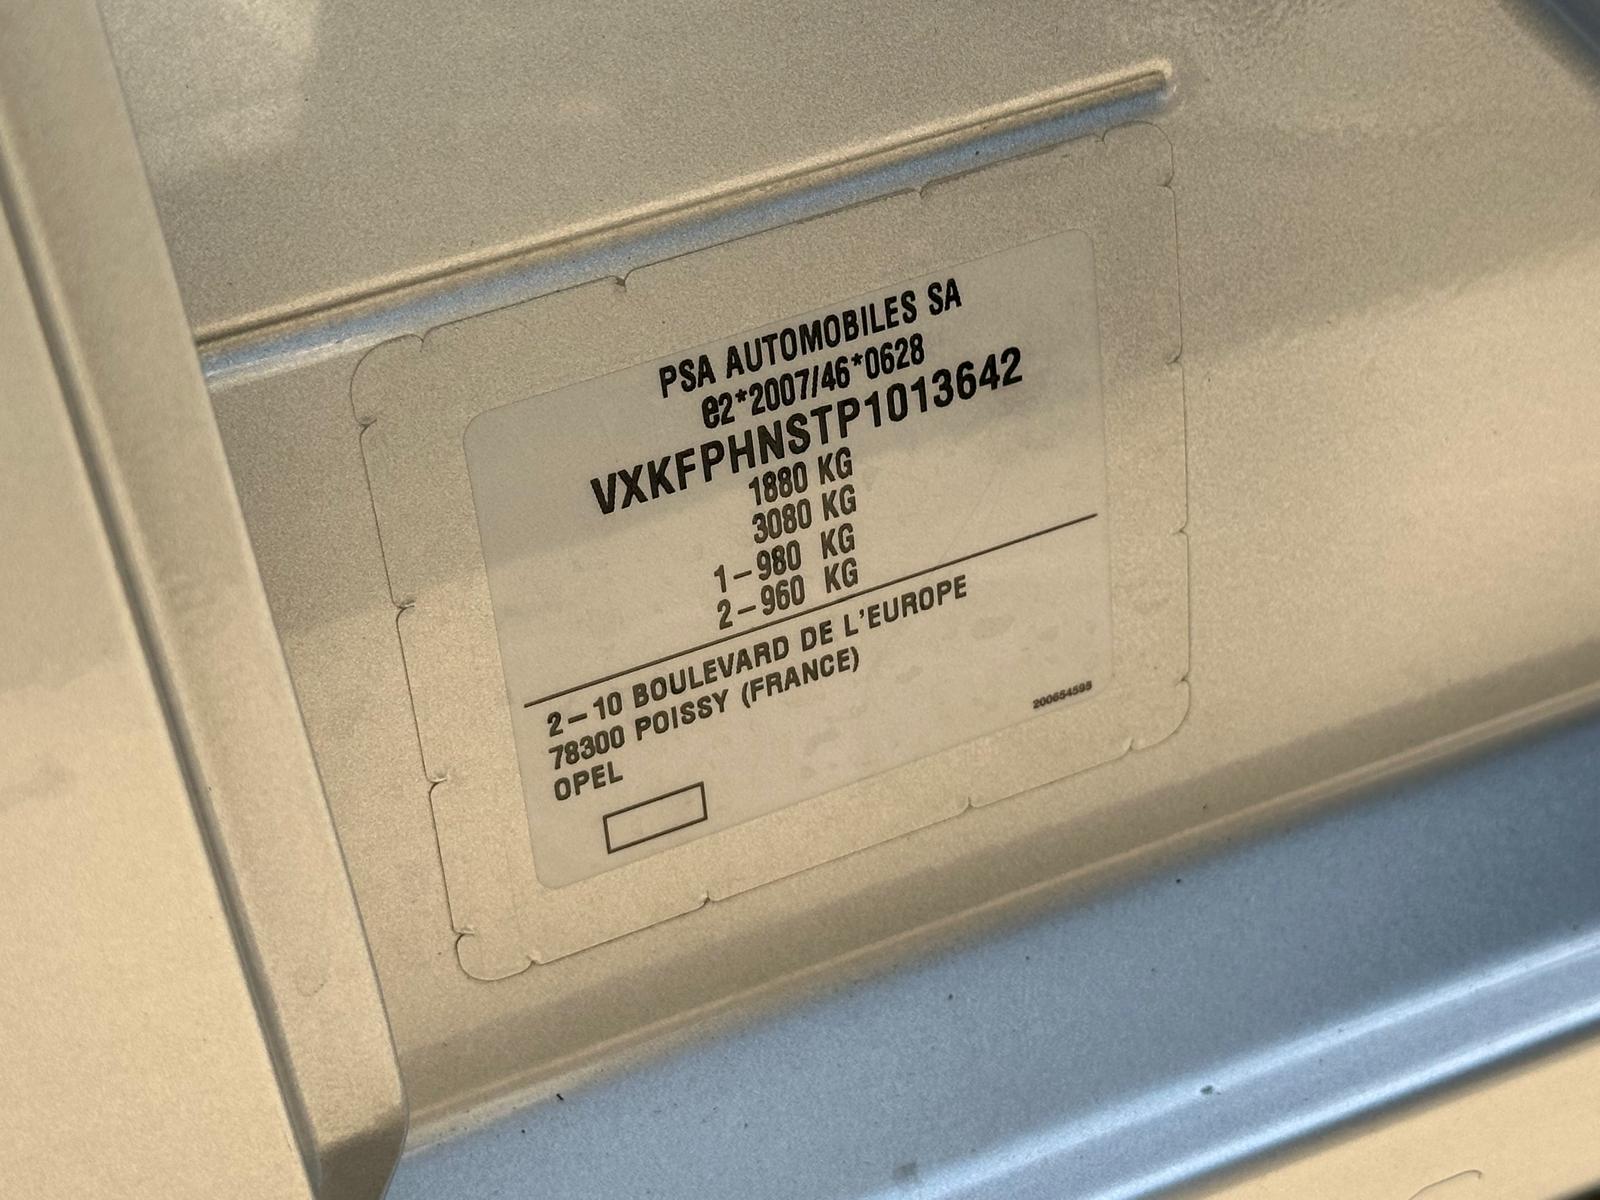 PSA AUTOMOBILES SA
e2*2007/46*0628
VXKFPHNSTP1013642
1880 KG
3080 KG
1-980 KG
2-960 KG
2-10 BOULEVARD DE L'EUROPE
78300 POISSY (FRANCE)
OPEL
200654595